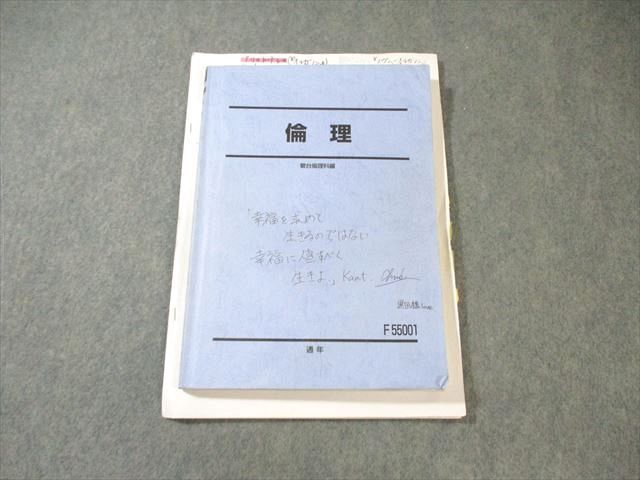 倫理
駿台倫理科編
「幸福を求めて
生きるのではない
幸福に値すべく
生きよ」 Kant.
F55001
通年